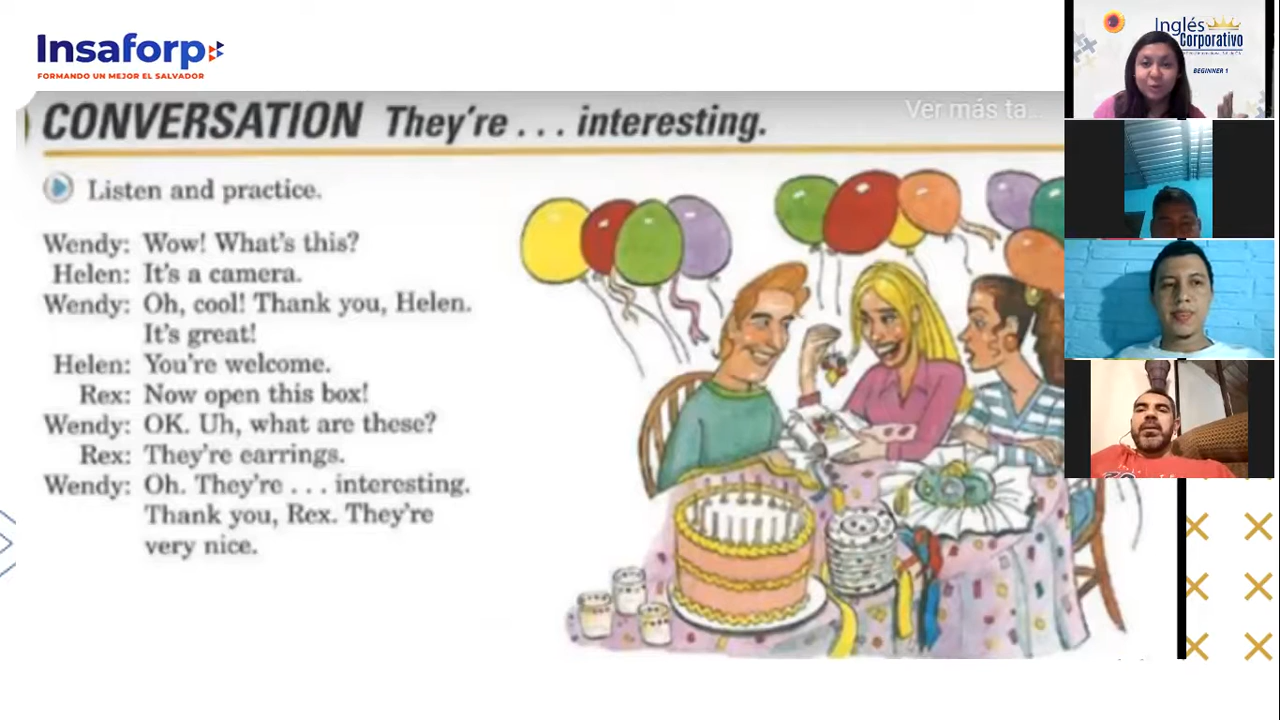 Insaforp
FORMANDO UN MEJOR EL SALVADOR
CONVERSATION They're . . . interesting.
Ver más ta...
Listen and practice.
Wendy: Wow! What's this?
Helen: It's a camera.
Wendy: Oh, cool! Thank you, Helen.
It's great!
Helen: You're welcome.
Rex: Now open this box!
Wendy: OK. Uh, what are these?
Rex: They're earrings.
Wendy: Oh. They're . . . interesting.
Thank you, Rex. They're
very nice.
Inglés
Corporativo
BEGINNER 1